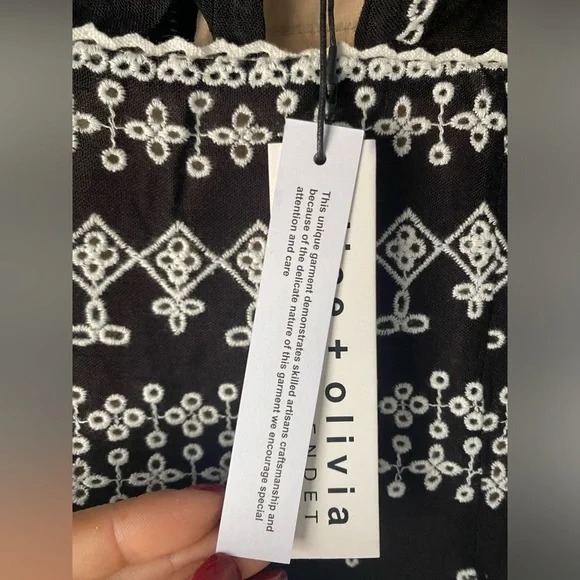 This unique garment demonstrates skilled artisans craftsmanship and
because of the delicate nature of this garment we encourage special
attention and care
+ olivia
ENDET